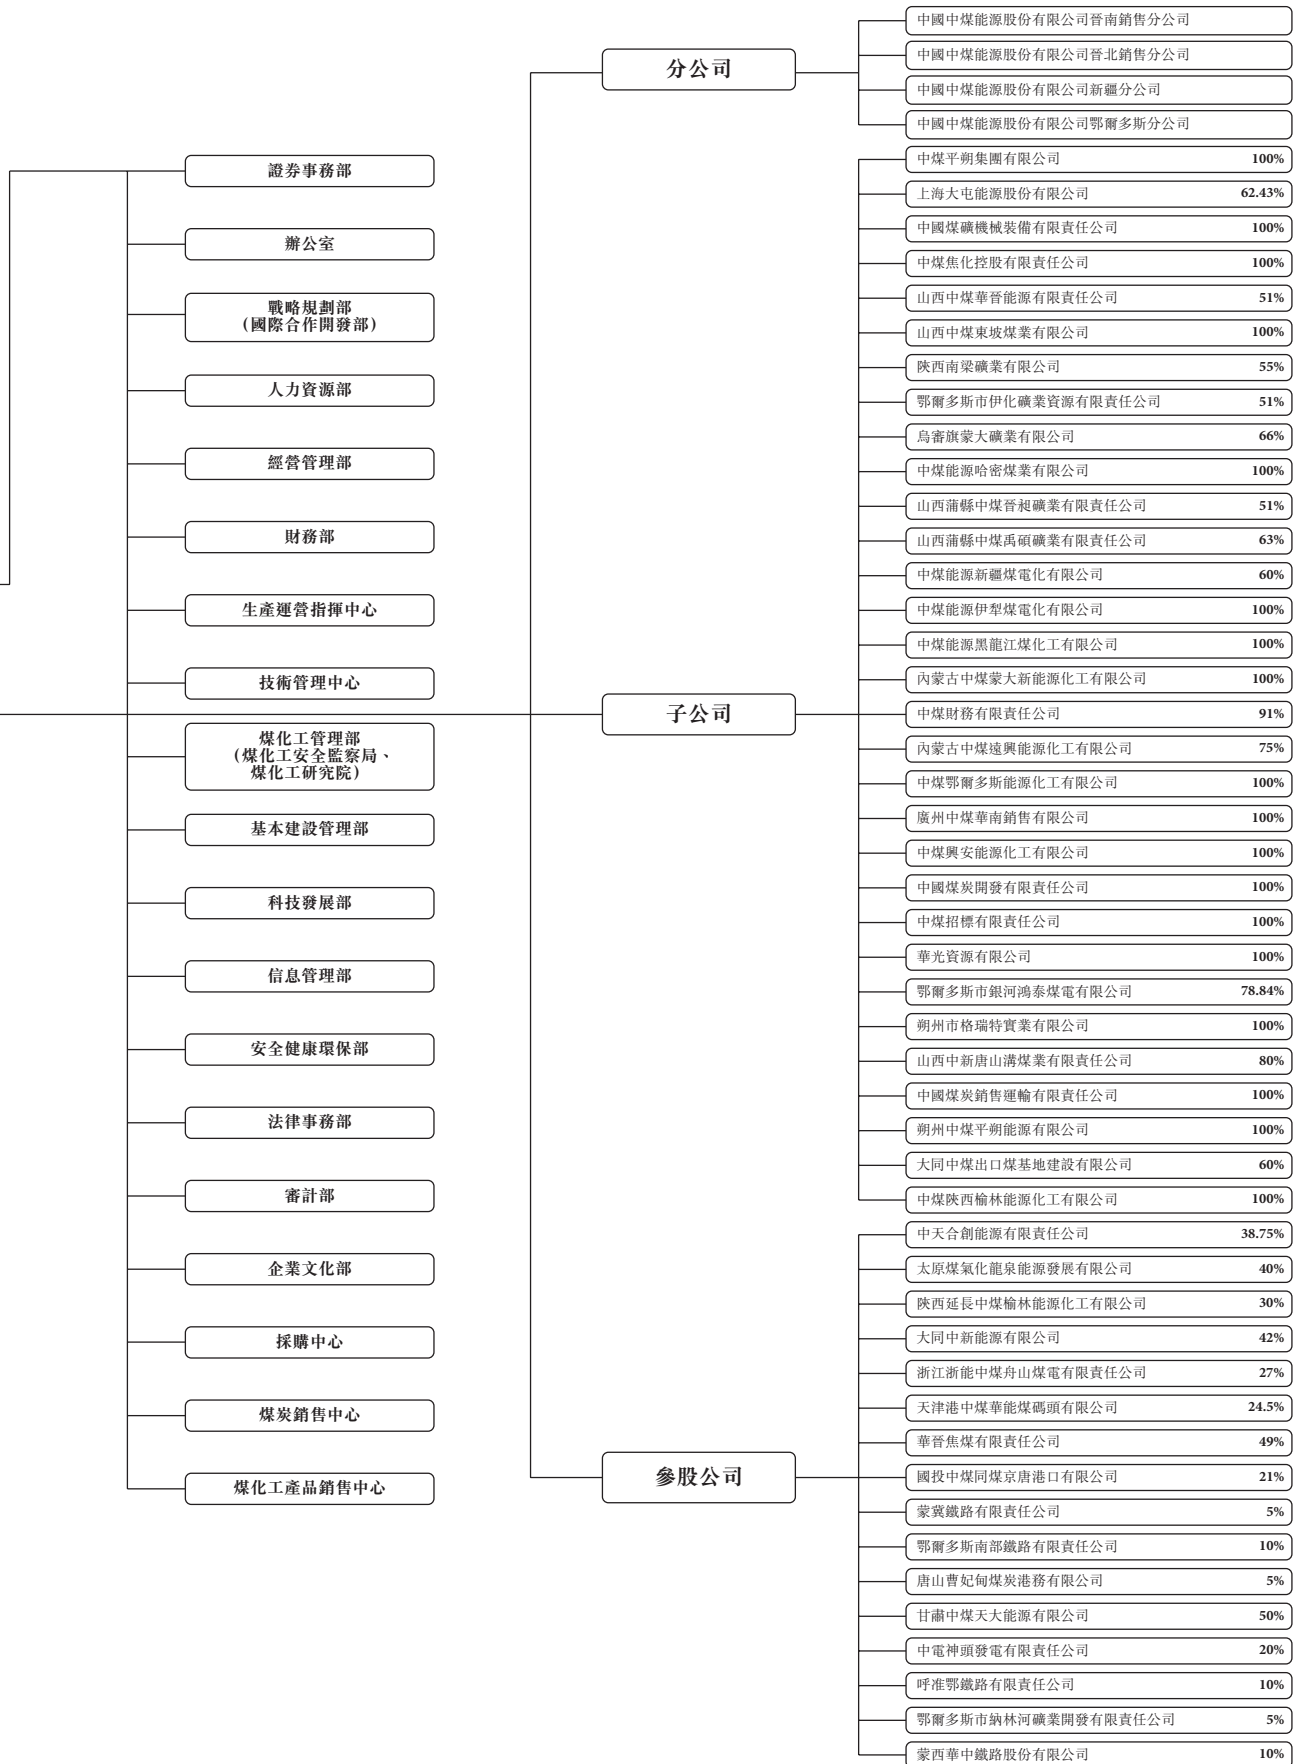 證券事務部
辦公室
戰略規劃部
(國際合作開發部)
人力資源部
經營管理部
財務部
生產運營指揮中心
技術管理中心
煤化工管理部
(煤化工安全監察局、
煤化工研究院)
基本建設管理部
科技發展部
信息管理部
安全健康環保部
法律事務部
審計部
企業文化部
採購中心
煤炭銷售中心
煤化工產品銷售中心
分公司
中國中煤能源股份有限公司晉南銷售分公司
中國中煤能源股份有限公司晉北銷售分公司
中國中煤能源股份有限公司新疆分公司
中國中煤能源股份有限公司鄂爾多斯分公司
子公司
中煤平朔集團有限公司 100%
上海大屯能源股份有限公司 62.43%
中國煤礦機械裝備有限責任公司 100%
中煤焦化控股有限責任公司 100%
山西中煤華晉能源有限責任公司 51%
山西中煤東坡煤業有限公司 100%
陝西南梁礦業有限公司 55%
鄂爾多斯市伊化礦業資源有限責任公司 51%
烏審旗蒙大礦業有限公司 66%
中煤能源哈密煤業有限公司 100%
山西蒲縣中煤晉昶礦業有限責任公司 51%
山西蒲縣中煤禹碩礦業有限責任公司 63%
中煤能源新疆煤電化有限公司 60%
中煤能源伊犁煤電化有限公司 100%
中煤能源黑龍江煤化工有限公司 100%
內蒙古中煤蒙大新能源化工有限公司 100%
中煤財務有限責任公司 91%
內蒙古中煤遠興能源化工有限公司 75%
中煤鄂爾多斯能源化工有限公司 100%
廣州中煤華南銷售有限公司 100%
中煤興安能源化工有限公司 100%
中國煤炭開發有限責任公司 100%
中煤招標有限責任公司 100%
華光資源有限公司 100%
鄂爾多斯市銀河鴻泰煤電有限公司 78.84%
朔州市格瑞特實業有限公司 100%
山西中新唐山溝煤業有限責任公司 80%
中國煤炭銷售運輸有限責任公司 100%
朔州中煤平朔能源有限公司 100%
大同中煤出口煤基地建設有限公司 60%
中煤陝西榆林能源化工有限公司 100%
參股公司
中天合創能源有限責任公司 38.75%
太原煤氣化龍泉能源發展有限公司 40%
陝西延長中煤榆林能源化工有限公司 30%
大同中新能源有限公司 42%
浙江浙能中煤舟山煤電有限責任公司 27%
天津港中煤華能煤碼頭有限公司 24.5%
華晉焦煤有限責任公司 49%
國投中煤同煤京唐港口有限公司 21%
蒙冀鐵路有限責任公司 5%
鄂爾多斯南部鐵路有限責任公司 10%
唐山曹妃甸煤炭港務有限公司 5%
甘肅中煤天大能源有限公司 50%
中電神頭發電有限責任公司 20%
呼准鄂鐵路有限責任公司 10%
鄂爾多斯市納林河礦業開發有限責任公司 5%
蒙西華中鐵路股份有限公司 10%